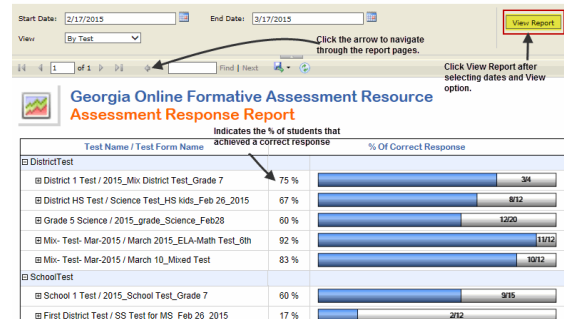 Start Date: 2/17/2015 End Date: 3/17/2015 View Report
View By Test
Click the arrow to navigate
through the report pages.
1 of 1 Find | Next
Click View Report after
selecting dates and View
option.
Georgia Online Formative Assessment Resource
Assessment Response Report
Indicates the % of students that
achieved a correct response
Test Name / Test Form Name % Of Correct Response
DistrictTest
District 1 Test / 2015_Mix District Test_Grade 7 75 % 3/4
District HS Test / Science Test_HS kids_Feb 26_2015 67 % 8/12
Grade 5 Science / 2015_grade_Science_Feb28 60 % 12/20
Mix- Test- Mar-2015 / March 2015_ELA-Math Test_6th 92 % 11/12
Mix- Test- Mar-2015 / March 10_Mixed Test 83 % 10/12
SchoolTest
School 1 Test / 2015_School Test_Grade 7 60 % 9/15
First District Test / SS Test for MS_Feb 26_2015 17 % 2/12